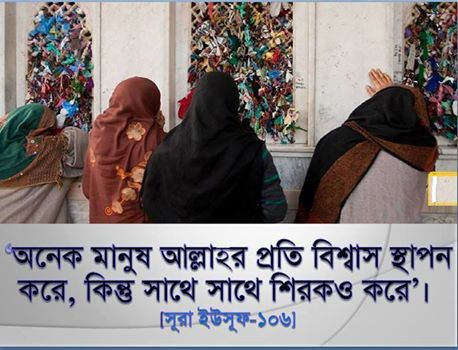 ‘অনেক মানুষ আল্লাহর প্রতি বিশ্বাস স্থাপন
করে, কিন্তু সাথে সাথে শিরকও করে’।
[সূরা ইউসূফ-১০৬]